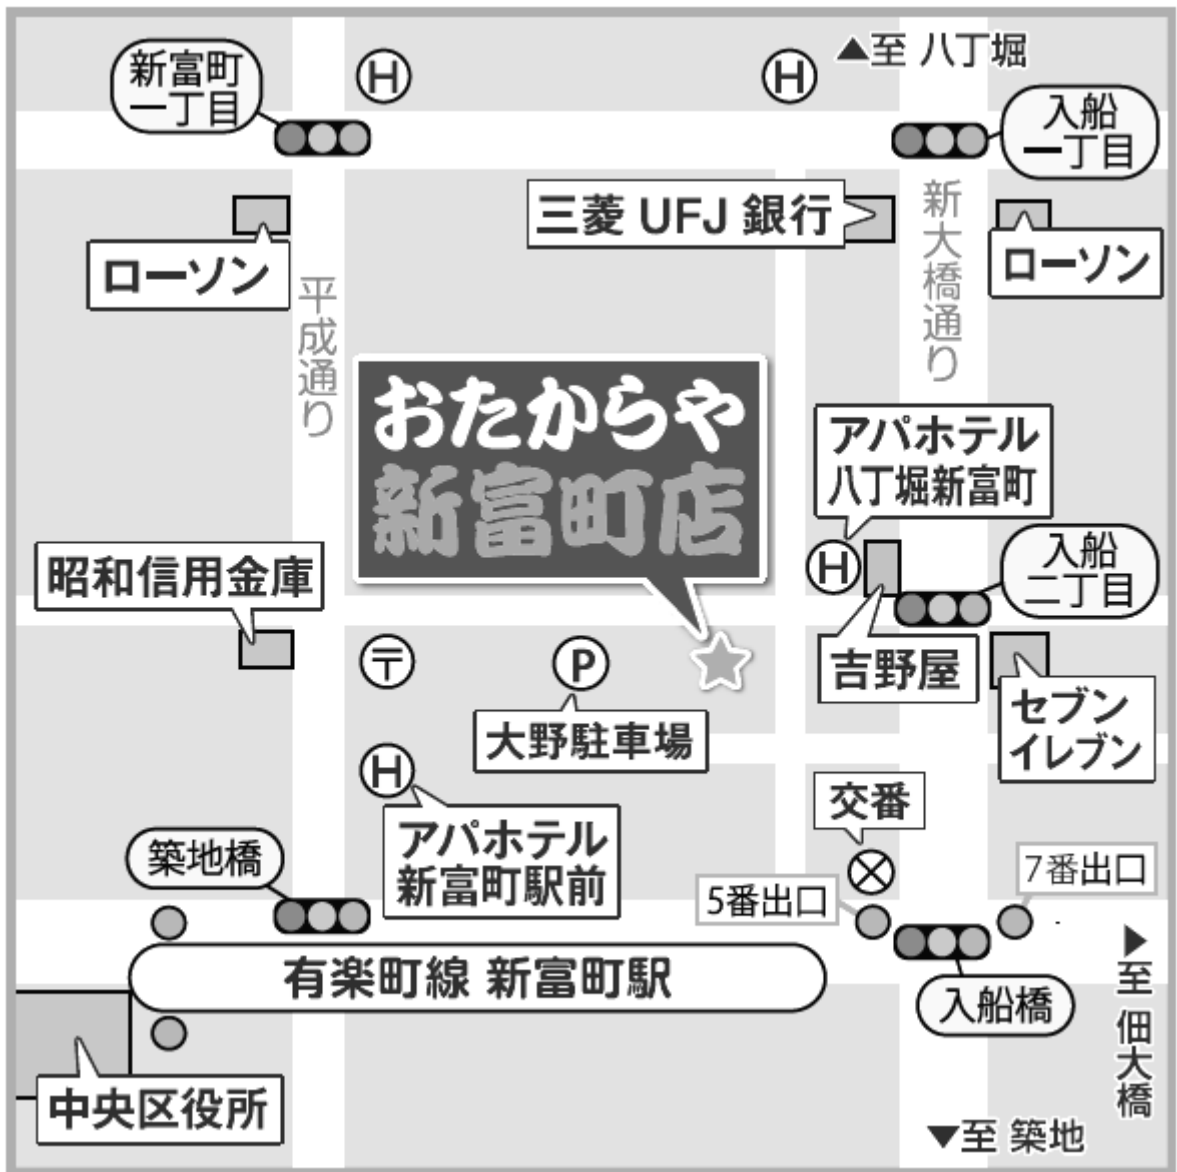 ▲至 八丁堀
新富町
一丁目
H
H
入船
一丁目
三菱 UFJ 銀行
新大橋通り
ローソン
ローソン
平成通り
おたからや
新富町店
アパホテル
八丁堀新富町
H
入船
二丁目
昭和信用金庫
〒
P
大野駐車場
吉野屋
セブン
イレブン
H
アパホテル
新富町駅前
交番
築地橋
5番出口
7番出口
有楽町線 新富町駅
入船橋
▶至 佃大橋
中央区役所
▼至 築地